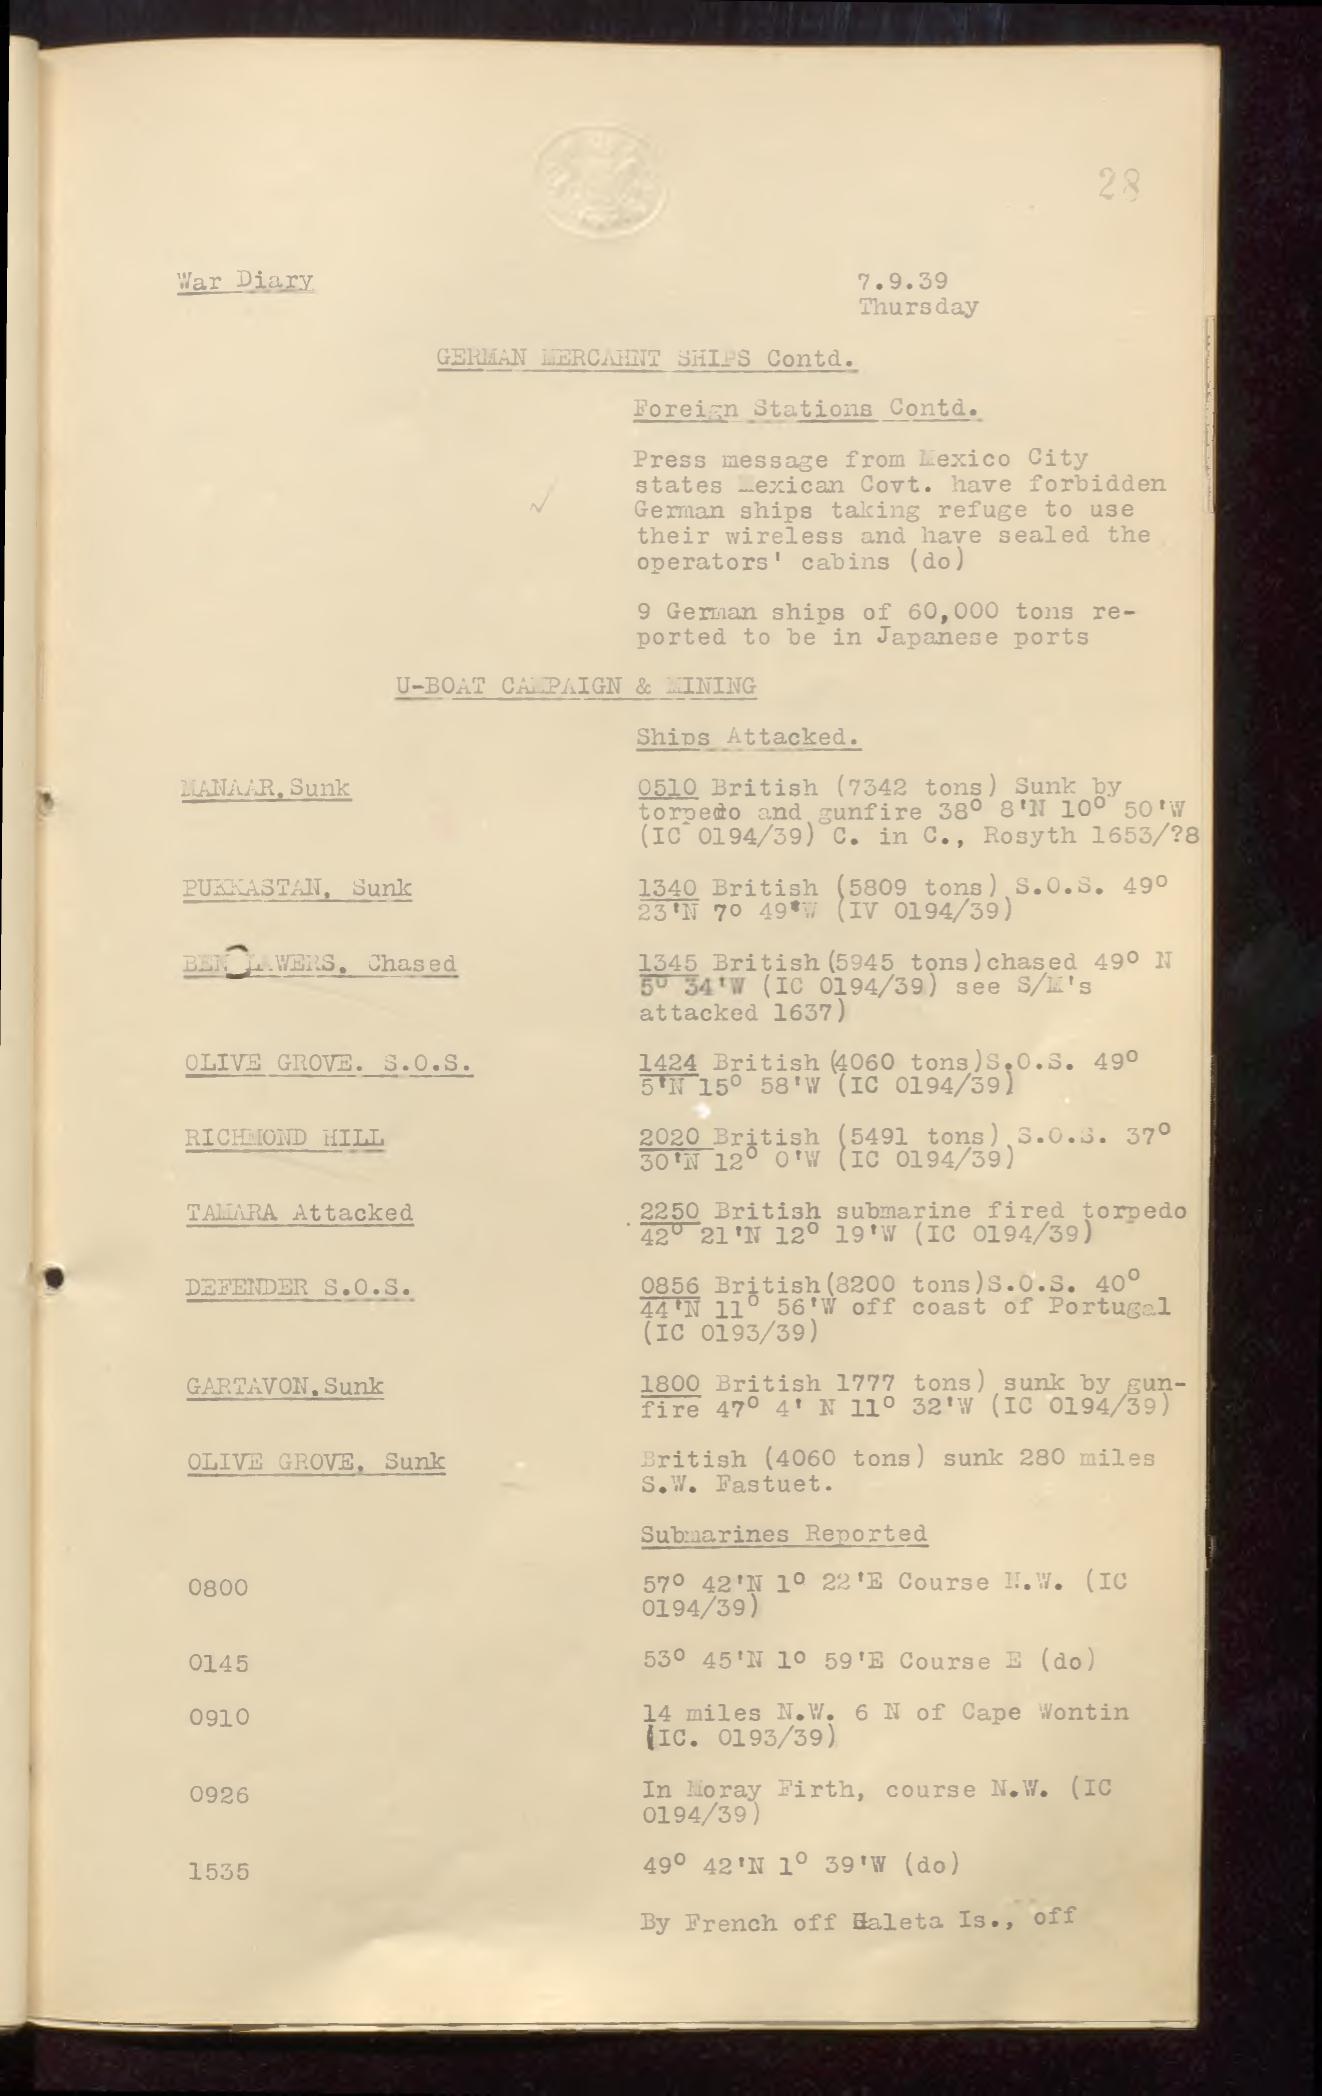 28
War Diary
7.9.39
Thursday
GERMAN MERCAHNT SHIPS Contd.
Foreign Stations Contd.
Press message from Mexico City
states Mexican Covt. have forbidden
German ships taking refuge to use
their wireless and have sealed the
operators' cabins (do)
9 German ships of 60,000 tons re-
ported to be in Japanese ports
U-BOAT CAMPAIGN & MINING
Ships Attacked.
MANAAR. Sunk
0510 British (7342 tons) Sunk by
torpedo and gunfire 38° 8'N 10° 50'W
(IC 0194/39) C. in C., Rosyth 1653/?8
PUKKASTAN. Sunk
1340 British (5809 tons) S.O.S. 49°
23'N 7° 49'W (IV 0194/39)
BEN LAWERS. Chased
1345 British (5945 tons) chased 49° N
5° 34'W (IC 0194/39) see S/M's
attacked 1637)
OLIVE GROVE. S.O.S.
1424 British (4060 tons) S.O.S. 49°
5'N 15° 58'W (IC 0194/39)
RICHMOND HILL
2020 British (5491 tons) S.O.S. 37°
30'N 12° 0'W (IC 0194/39)
TAMARA Attacked
2250 British submarine fired torpedo
42° 21'N 12° 19'W (IC 0194/39)
DEFENDER S.O.S.
0856 British (8200 tons) S.O.S. 40°
44'N 11° 56'W off coast of Portugal
(IC 0193/39)
GARTAVON. Sunk
1800 British 1777 tons) sunk by gun-
fire 47° 4' N 11° 32'W (IC 0194/39)
OLIVE GROVE. Sunk
British (4060 tons) sunk 280 miles
S.W. Fastuet.
Submarines Reported
0800
57° 42'N 1° 22'E Course N.W. (IC
0194/39)
0145
53° 45'N 1° 59'E Course E (do)
0910
14 miles N.W. 6 N of Cape Wontin
(IC. 0193/39)
0926
In Moray Firth, course N.W. (IC
0194/39)
1535
49° 42'N 1° 39'W (do)
By French off Galeta Is., off